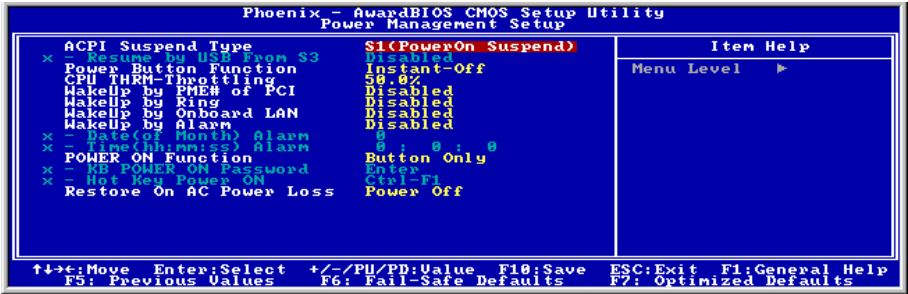 Phoenix - AwardBIOS CMOS Setup Utility
Power Management Setup
ACPI Suspend Type S1(PowerOn Suspend)
x - Resume by USB From S3 Disabled
Power Button Function Instant-Off
CPU THRM-Throttling 50.0%
WakeUp by PME# of PCI Disabled
WakeUp by Ring Disabled
WakeUp by Onboard LAN Disabled
WakeUp by Alarm Disabled
x - Date(of Month) Alarm 0
x - Time(hh:mm:ss) Alarm 0 : 0 : 0
POWER ON Function Button Only
x - KB POWER ON Password Enter
x - Hot Key Power ON Ctrl-F1
Restore On AC Power Loss Power Off
Item Help
Menu Level ►
↑↓→←:Move Enter:Select +/-/PU/PD:Value F10:Save ESC:Exit F1:General Help
F5: Previous Values F6: Fail-Safe Defaults F7: Optimized Defaults